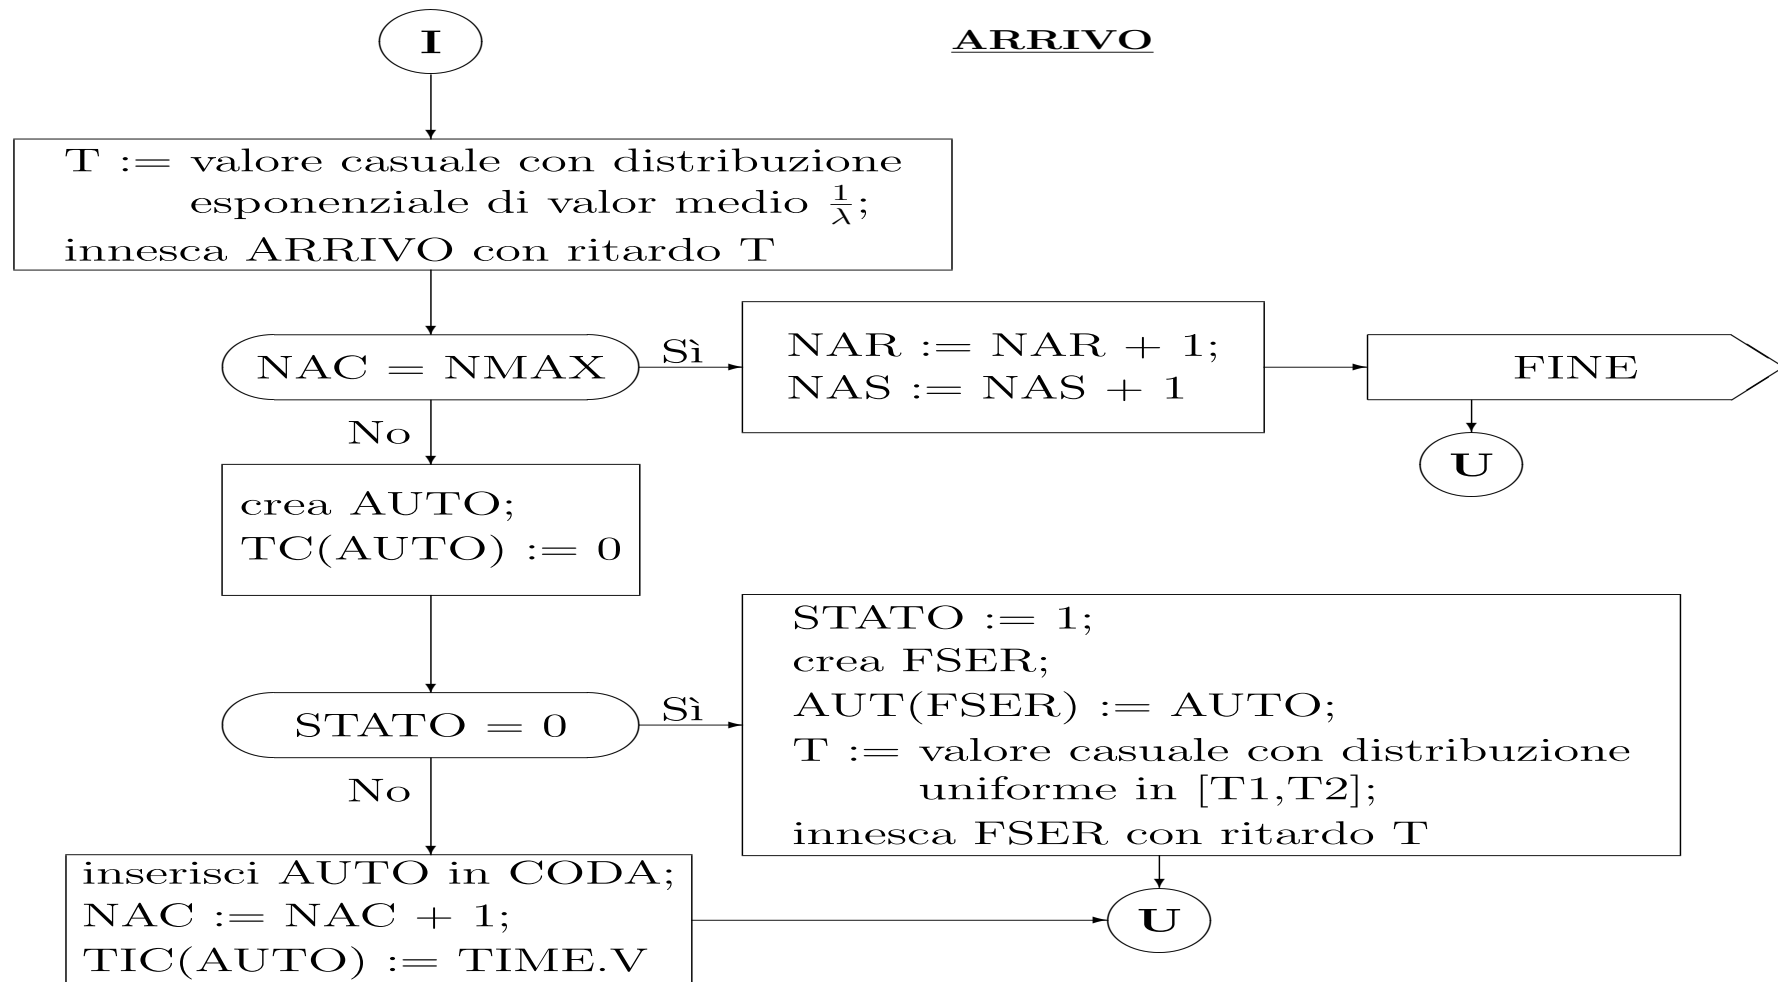 I
ARRIVO
T := valore casuale con distribuzione
esponenziale di valor medio 1/λ;
innesca ARRIVO con ritardo T
NAC = NMAX
Sì
NAR := NAR + 1;
NAS := NAS + 1
FINE
U
No
crea AUTO;
TC(AUTO) := 0
STATO = 0
Sì
STATO := 1;
crea FSER;
AUT(FSER) := AUTO;
T := valore casuale con distribuzione
uniforme in [T1,T2];
innesca FSER con ritardo T
No
inserisci AUTO in CODA;
NAC := NAC + 1;
TIC(AUTO) := TIME.V
U